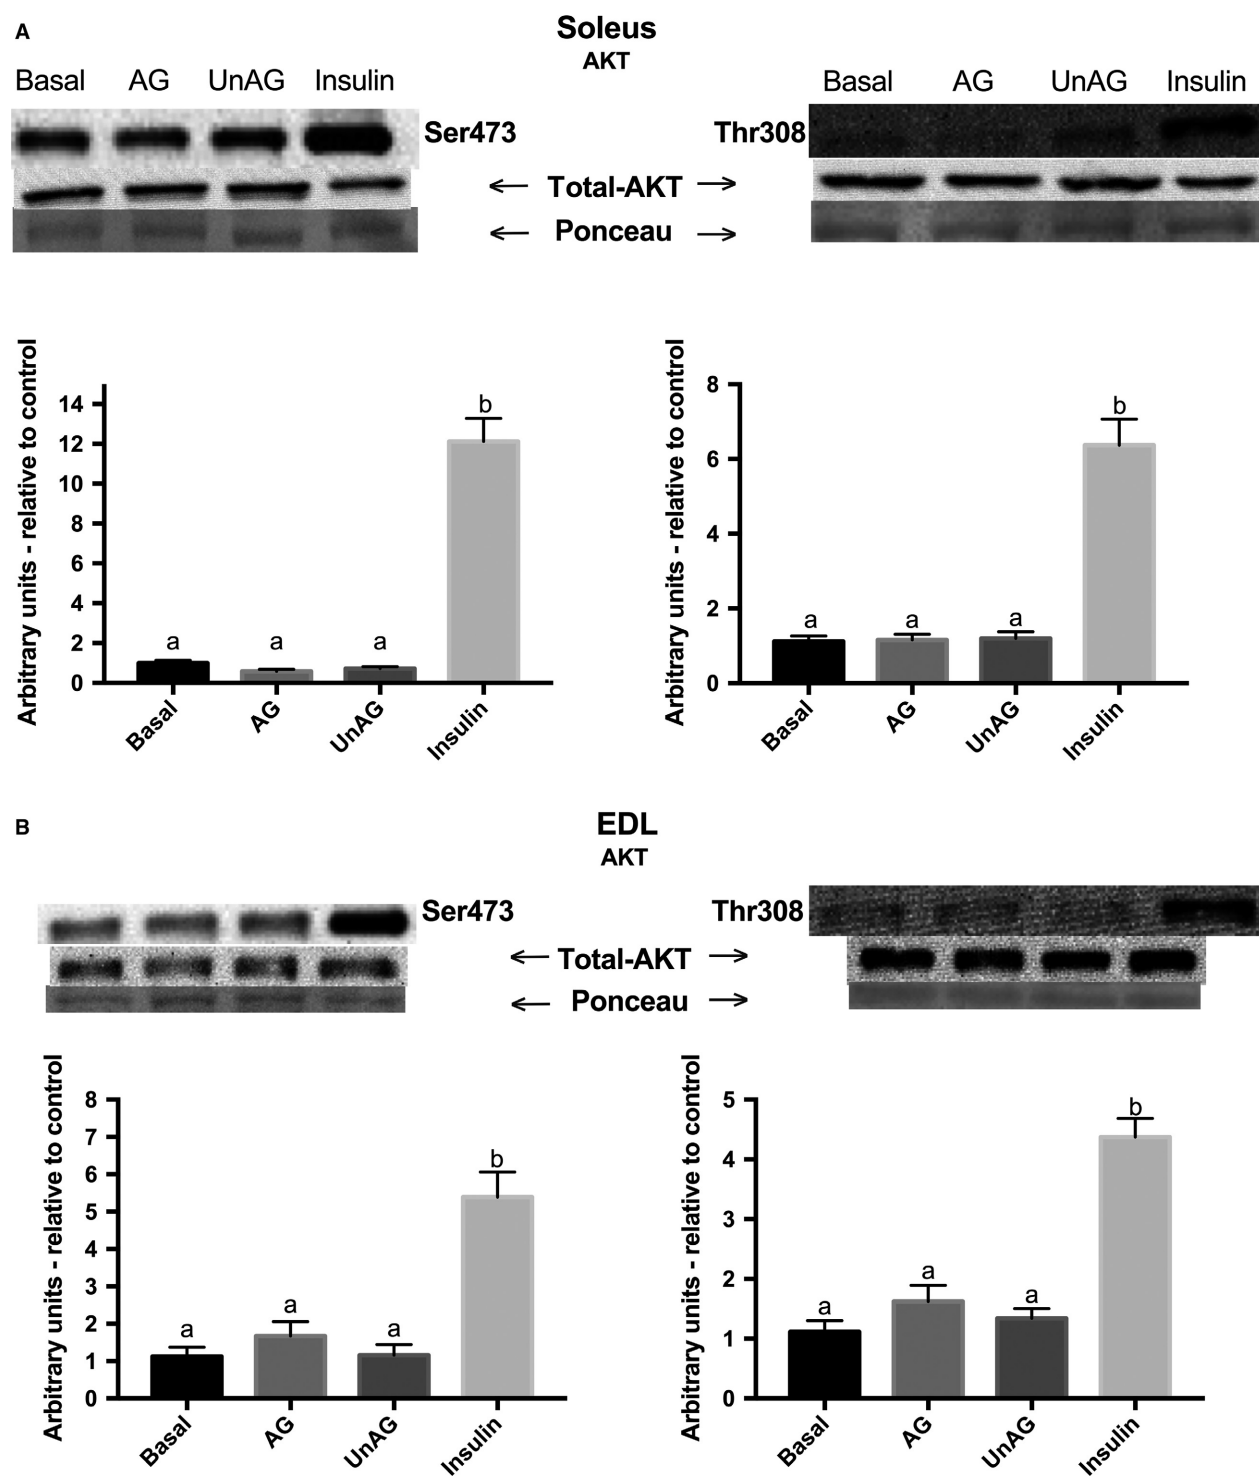 A
Soleus
AKT
Basal AG UnAG Insulin
Basal AG UnAG Insulin
Ser473
Thr308
← Total-AKT →
← Ponceau →
Arbitrary units - relative to control
14
12
10
8
6
4
2
0
a a a b
Basal AG UnAG Insulin
Arbitrary units - relative to control
8
6
4
2
0
a a a b
Basal AG UnAG Insulin
B
EDL
AKT
Ser473
Thr308
← Total-AKT →
← Ponceau →
Arbitrary units - relative to control
8
7
6
5
4
3
2
1
0
a a a b
Basal AG UnAG Insulin
Arbitrary units - relative to control
5
4
3
2
1
0
a a a b
Basal AG UnAG Insulin